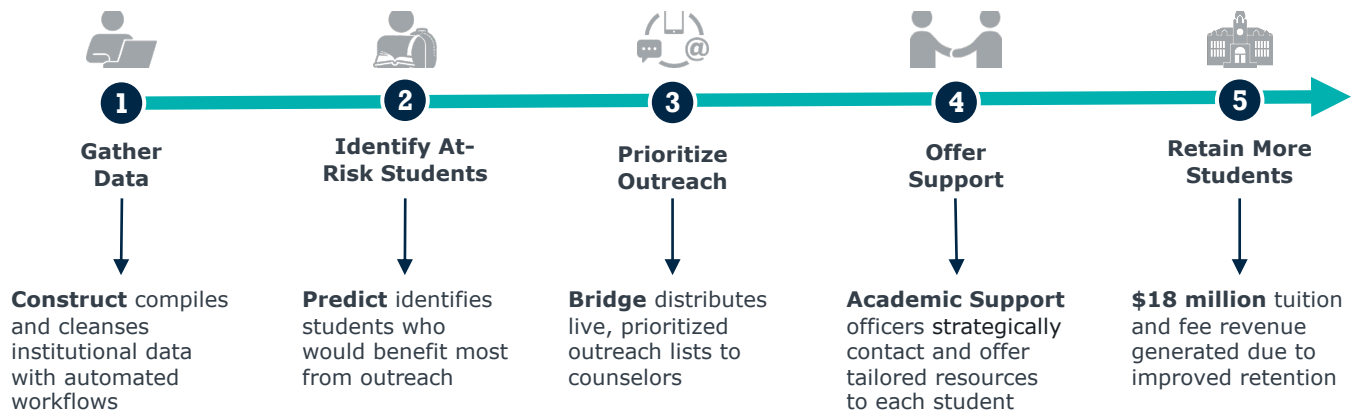 @
1
2
3
4
5
Gather
Data
Identify At-
Risk Students
Prioritize
Outreach
Offer
Support
Retain More
Students
Construct compiles
and cleanses
institutional data
with automated
workflows
Predict identifies
students who
would benefit most
from outreach
Bridge distributes
live, prioritized
outreach lists to
counselors
Academic Support
officers strategically
contact and offer
tailored resources
to each student
$18 million tuition
and fee revenue
generated due to
improved retention